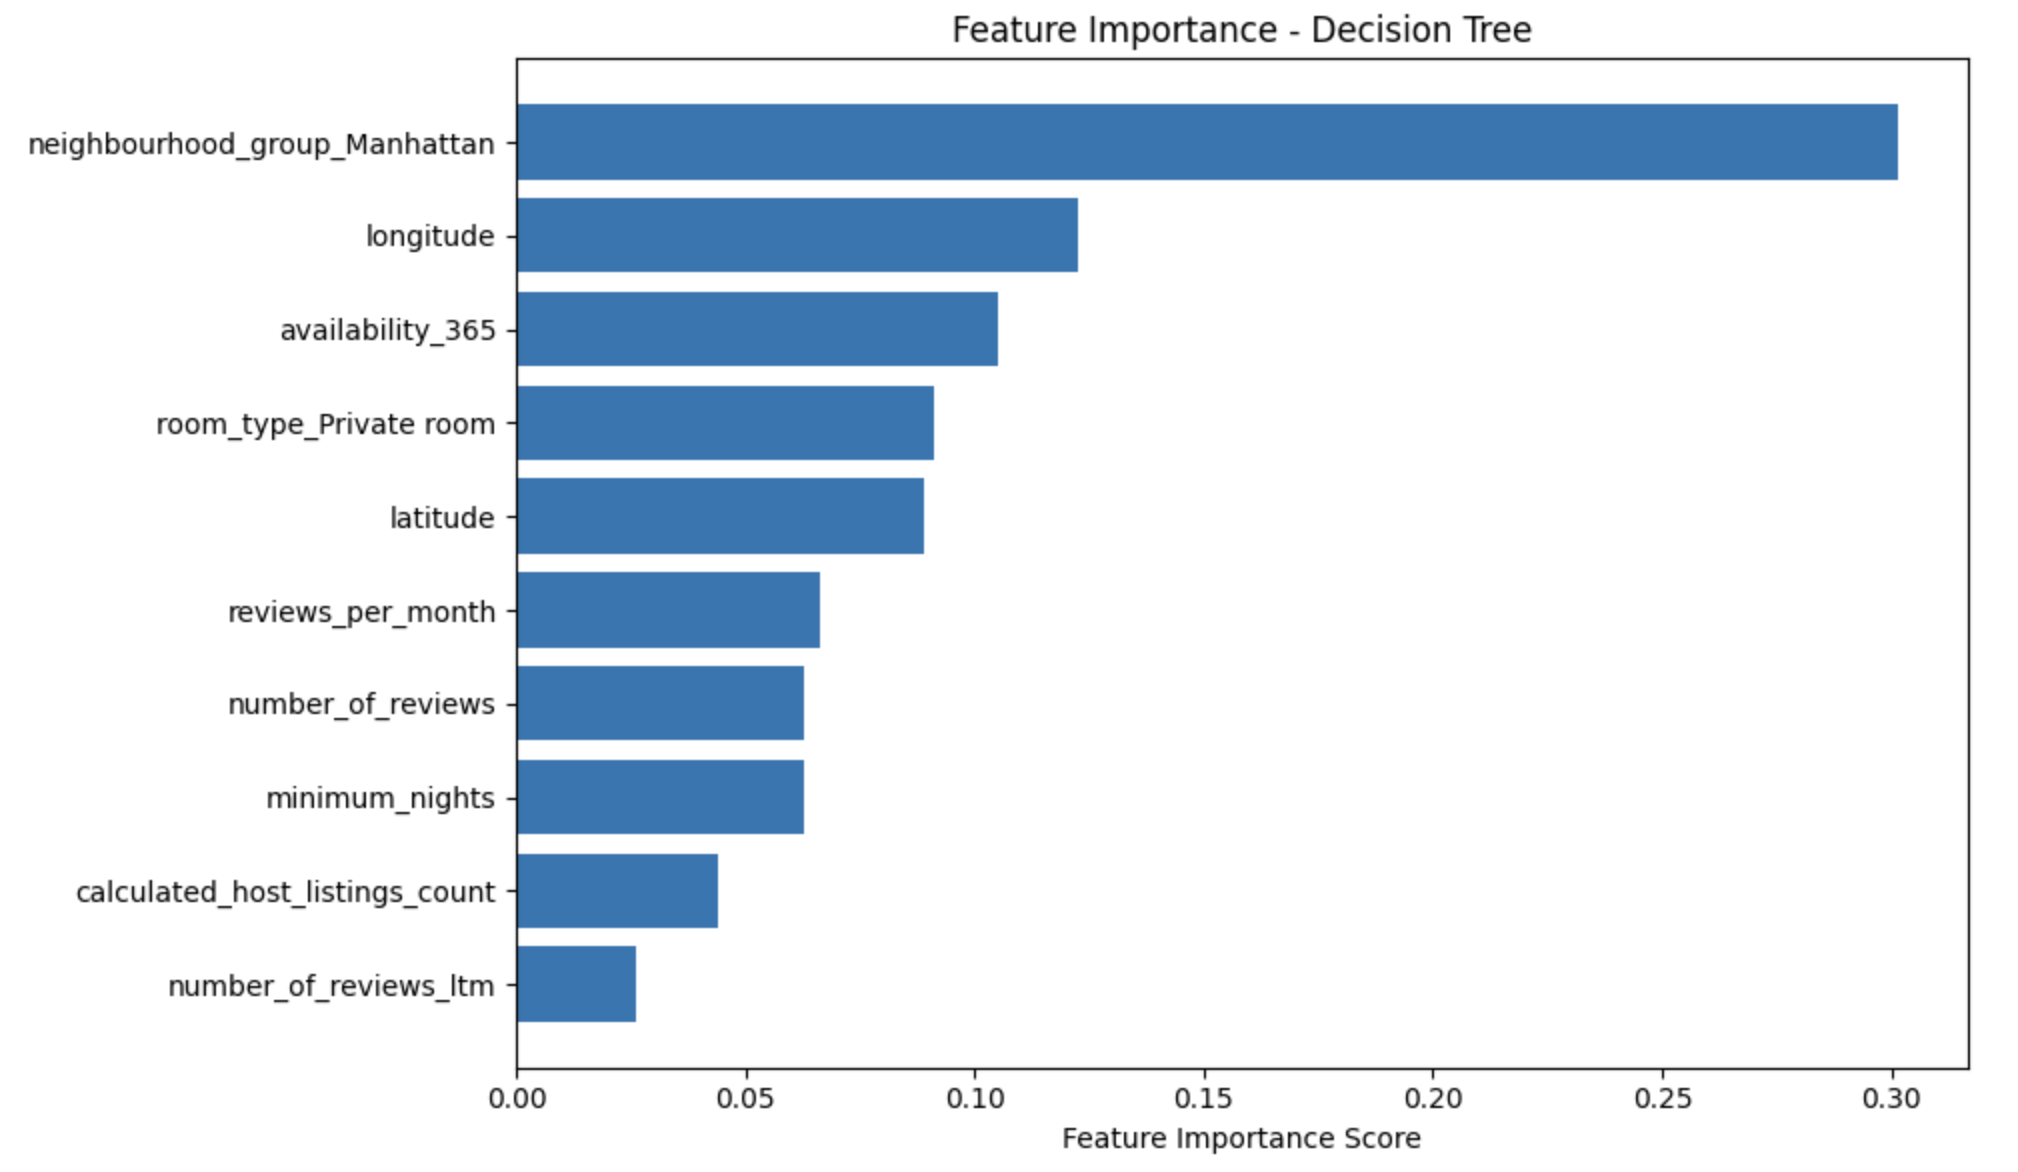 Feature Importance - Decision Tree
neighbourhood_group_Manhattan
longitude
availability_365
room_type_Private room
latitude
reviews_per_month
number_of_reviews
minimum_nights
calculated_host_listings_count
number_of_reviews_ltm
0.00 0.05 0.10 0.15 0.20 0.25 0.30
Feature Importance Score